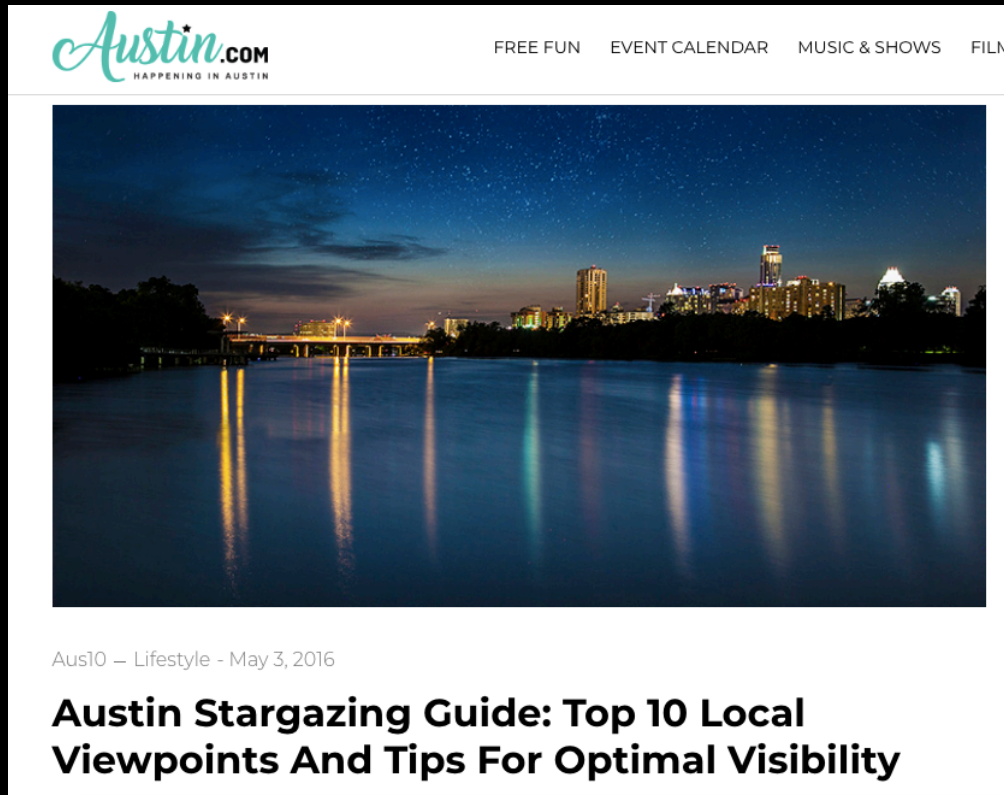 Austin.COM
HAPPENING IN AUSTIN
FREE FUN EVENT CALENDAR MUSIC & SHOWS FILM
Aus10 — Lifestyle - May 3, 2016
Austin Stargazing Guide: Top 10 Local
Viewpoints And Tips For Optimal Visibility